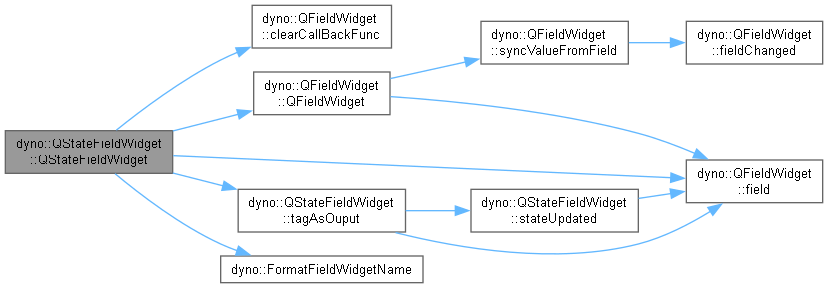 dyno::QFieldWidget
::clearCallBackFunc
dyno::QFieldWidget
::syncValueFromField
dyno::QFieldWidget
::fieldChanged
dyno::QFieldWidget
::QFieldWidget
dyno::QStateFieldWidget
::QStateFieldWidget
dyno::QFieldWidget
::field
dyno::QStateFieldWidget
::tagAsOuput
dyno::QStateFieldWidget
::stateUpdated
dyno::FormatFieldWidgetName